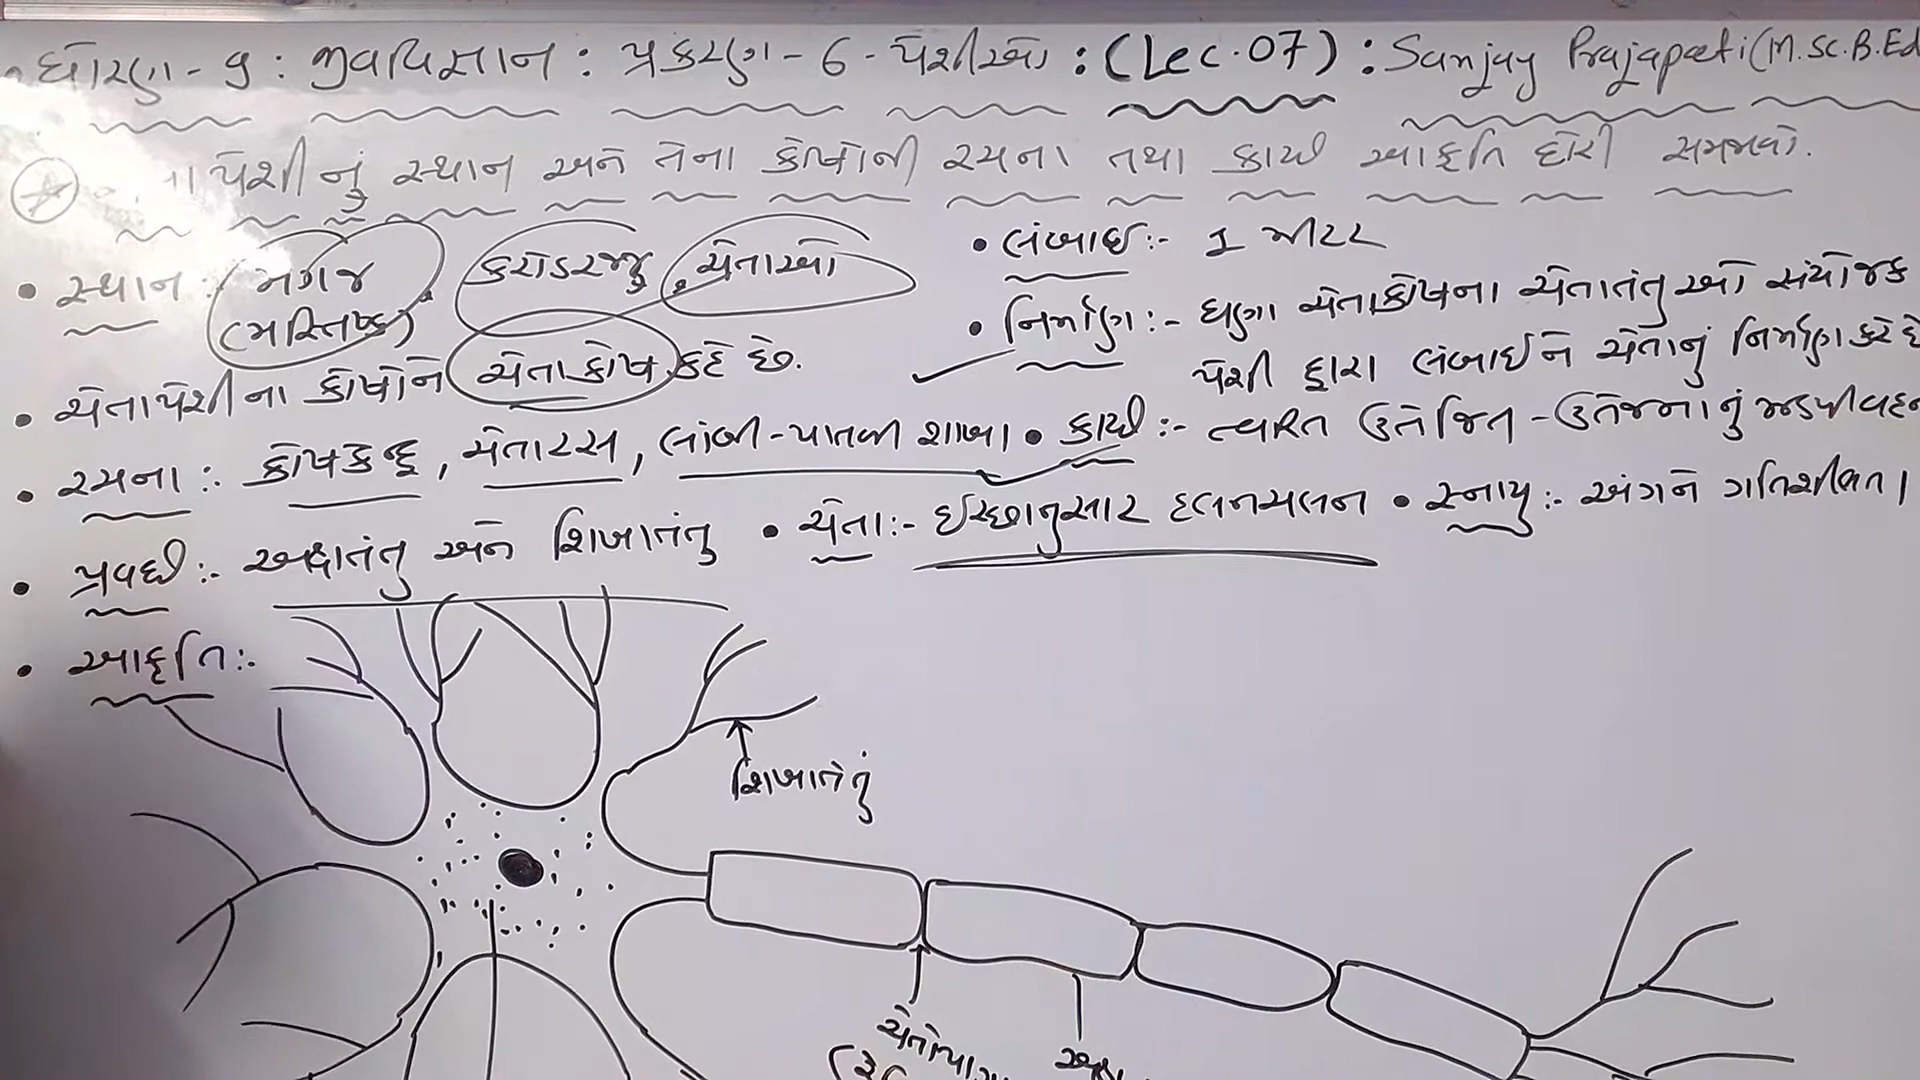 ધોરણ - 9 : જીવવિજ્ઞાન : પ્રકરણ - 6 - પેશીઓ : (Lec.07) : Sanjay Prajapati (M.Sc.B.Ed
પેશીનું સ્થાન અને તેના કોષોની રચના તથા કાર્ય આકૃતિ દોરી સમજાવો.
• સ્થાન : મગજ (મસ્તિષ્ક), કરોડરજ્જુ, ચેતાઓ
• ચેતાપેશીના કોષોને ચેતાકોષ કહે છે.
• રચના :- કોષકેન્દ્ર, ચેતારસ, લાંબી-પાતળી શાખા
• પ્રવર્ધી :- અક્ષતંતુ અને શિખાતંતુ
• લંબાઈ :- 1 મીટર
• નિર્માણ :- ઘણા ચેતાકોષના ચેતાતંતુઓ સંયોજક
પેશી દ્વારા લંબાઈને ચેતાનું નિર્માણ કરે છે
• કાર્ય :- ત્વરિત ઉત્તેજિત - ઉત્તેજનાનું ઝડપી વહન
• ચેતા :- ઈચ્છાનુસાર હલનચલન • સ્નાયુ :- અંગને ગતિશીલતા
• આકૃતિ :-
શિખાતંતું